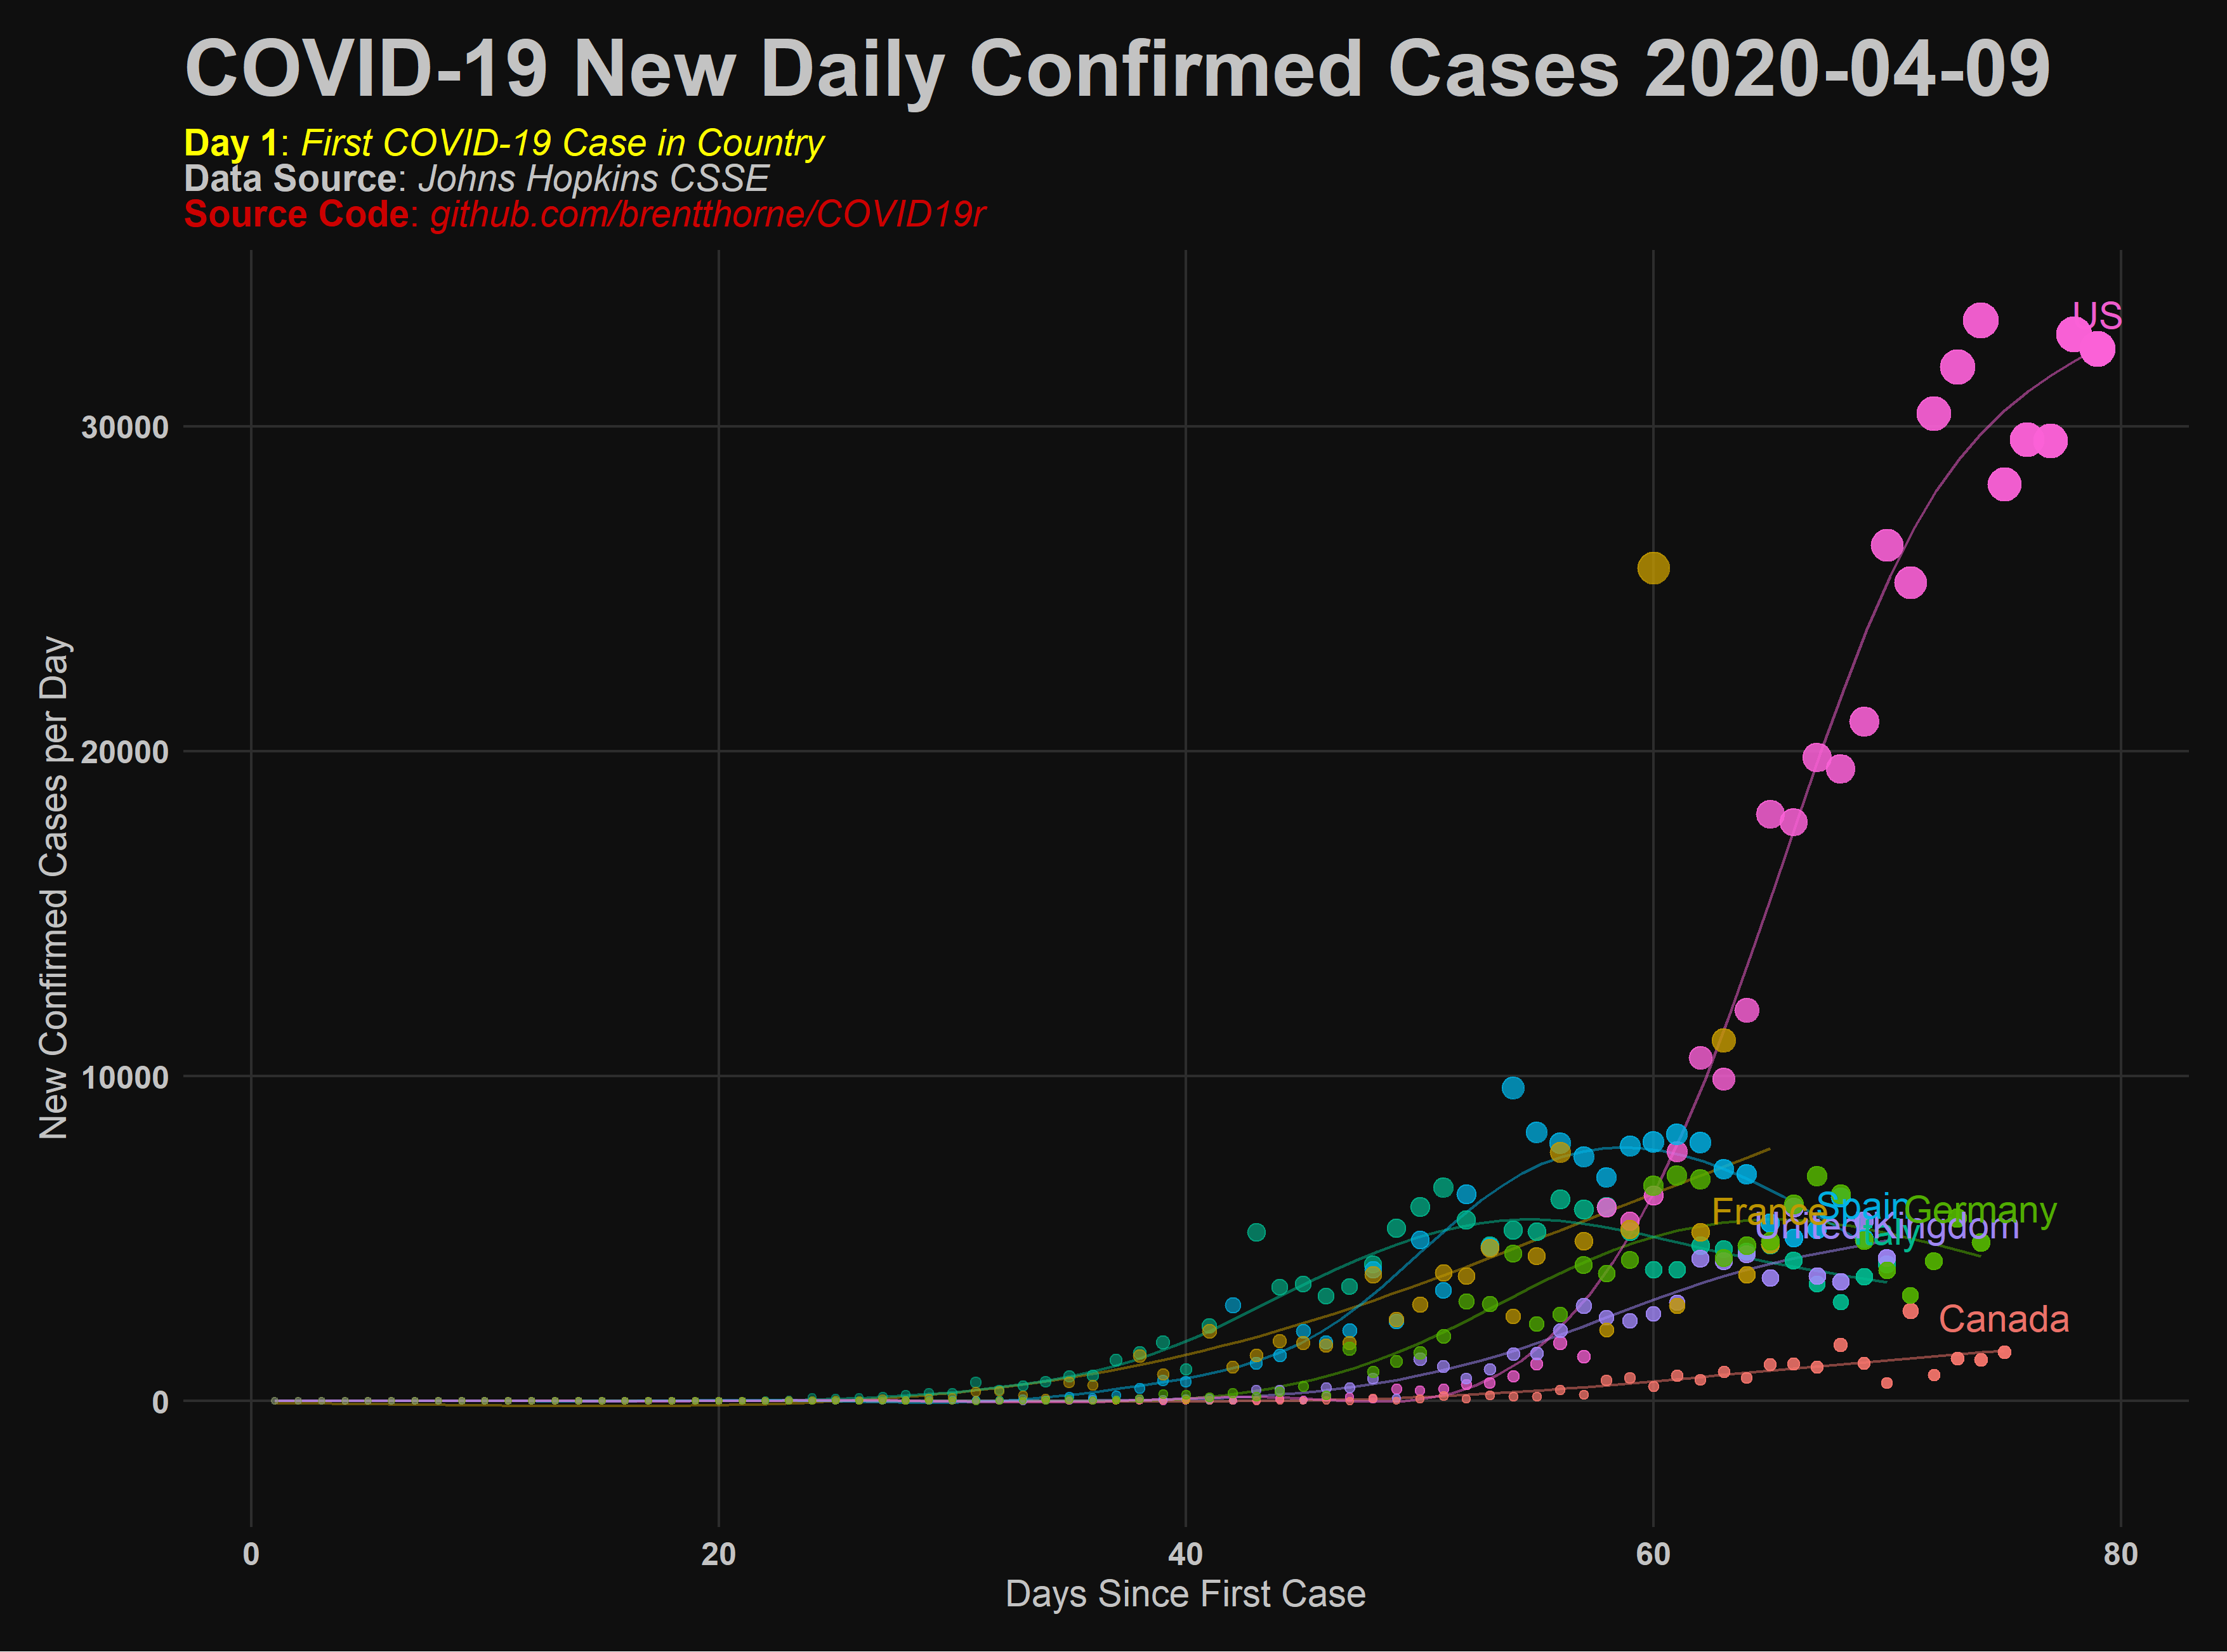 COVID-19 New Daily Confirmed Cases 2020-04-09
Day 1: First COVID-19 Case in Country
Data Source: Johns Hopkins CSSE
Source Code: github.com/brentthorne/COVID19r
New Confirmed Cases per Day
30000
20000
10000
0
US
France
Spain
Germany
United Kingdom
Italy
Canada
0 20 40 60 80
Days Since First Case